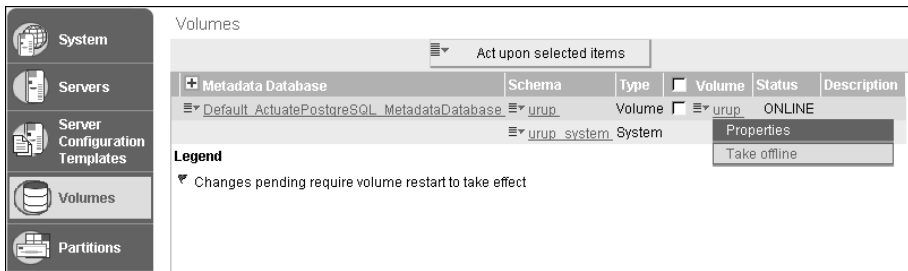 Volumes
System
Act upon selected items
Servers
Metadata Database Schema Type Volume Status Description
Default_ActuatePostgreSQL_MetadataDatabase urup Volume urup ONLINE
Properties
urup_system System
Take offline
Server
Configuration
Templates
Legend
Changes pending require volume restart to take effect
Volumes
Partitions